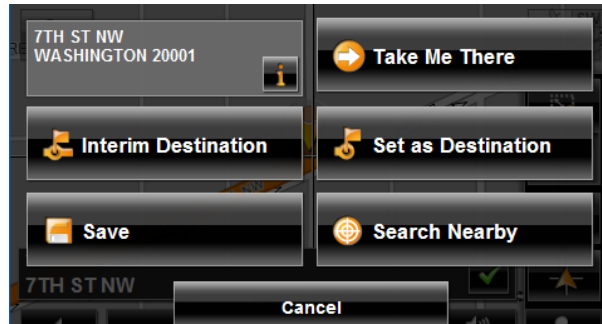 7TH ST NW
WASHINGTON 20001
i
Take Me There
Interim Destination
Set as Destination
Save
Search Nearby
7TH ST NW
Cancel